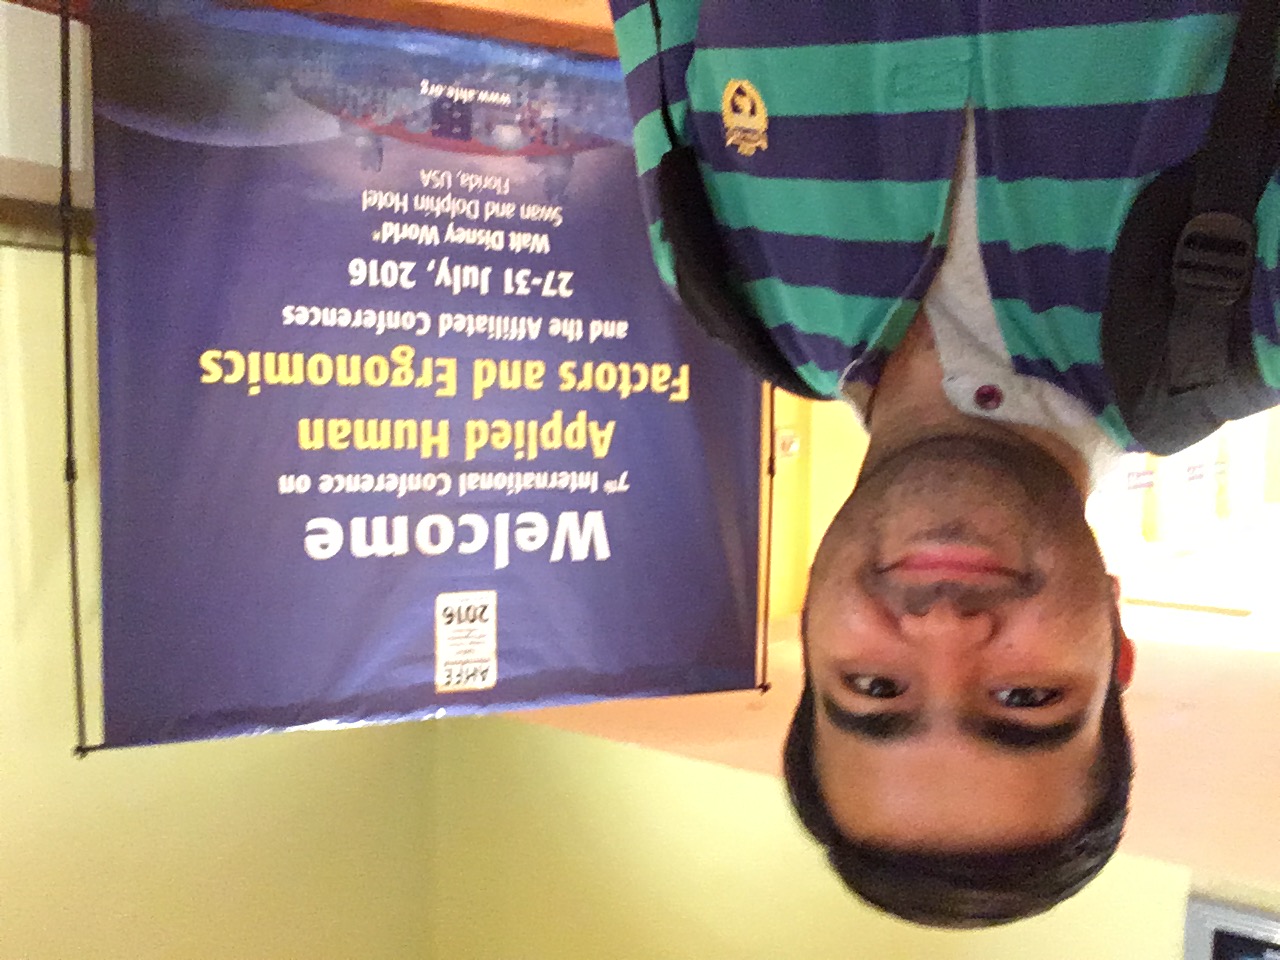 AHFE
International
2016
Welcome
7th International Conference on
Applied Human
Factors and Ergonomics
and the Affiliated Conferences
27-31 July, 2016
Walt Disney World®
Swan and Dolphin Hotel
Florida, USA
www.ahfe.org